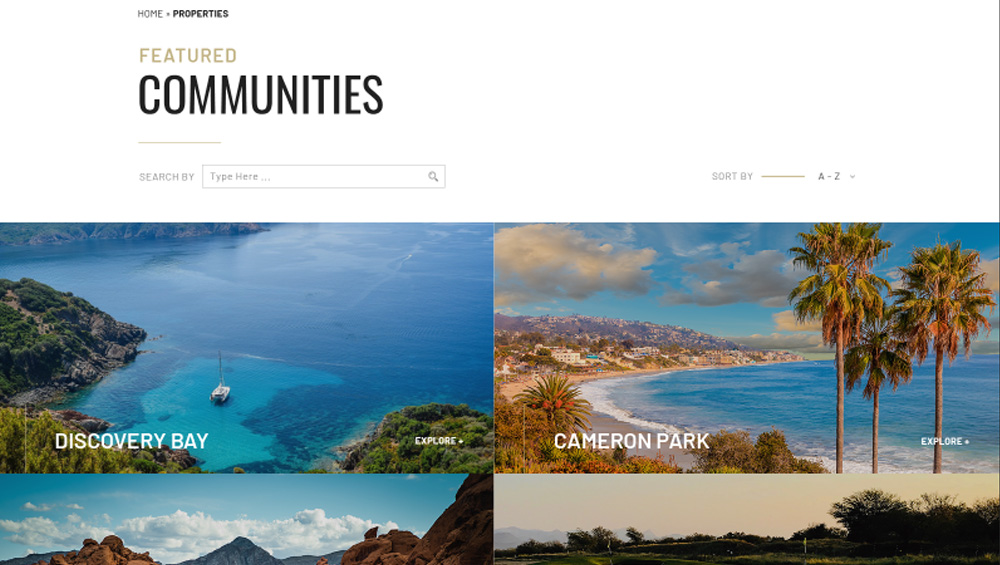 HOME » PROPERTIES
FEATURED
COMMUNITIES
SEARCH BY Type Here ...
SORT BY A - Z
DISCOVERY BAY EXPLORE +
CAMERON PARK EXPLORE +